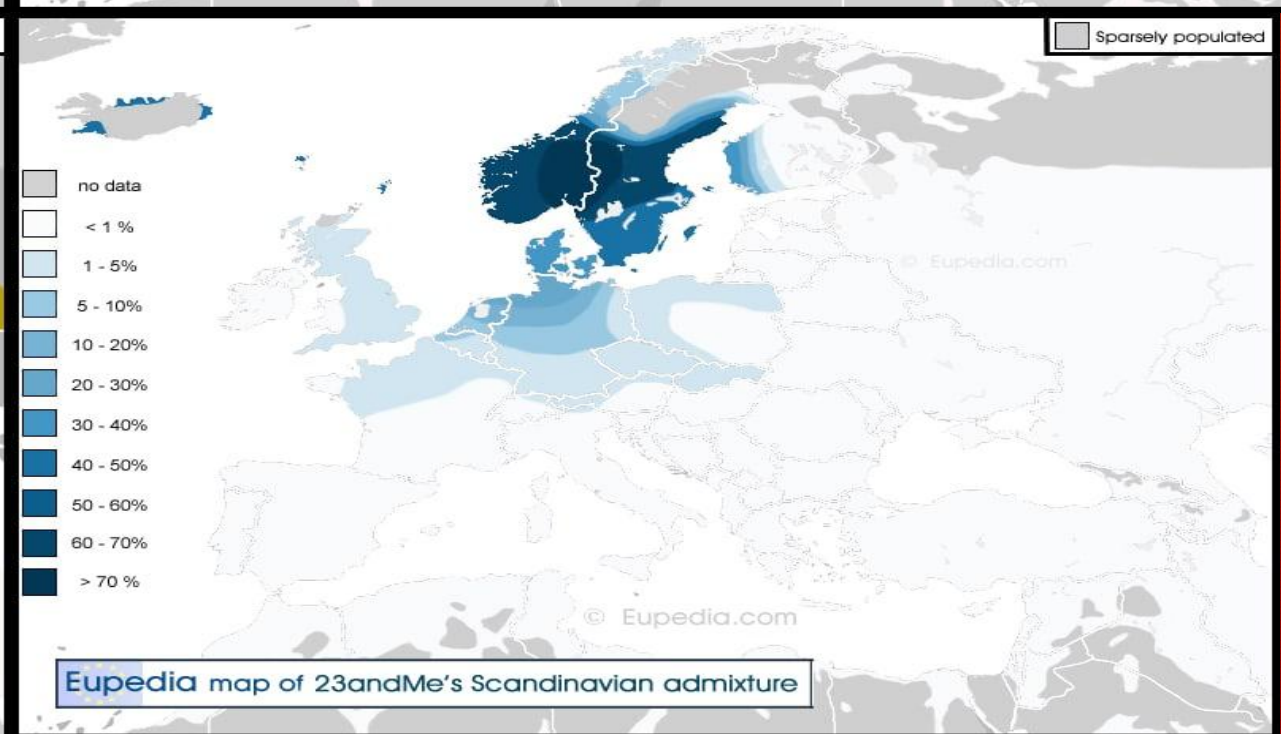 Sparsely populated
no data
< 1 %
1 - 5%
5 - 10%
10 - 20%
20 - 30%
30 - 40%
40 - 50%
50 - 60%
60 - 70%
> 70 %
© Eupedia.com
© Eupedia.com
Eupedia map of 23andMe's Scandinavian admixture